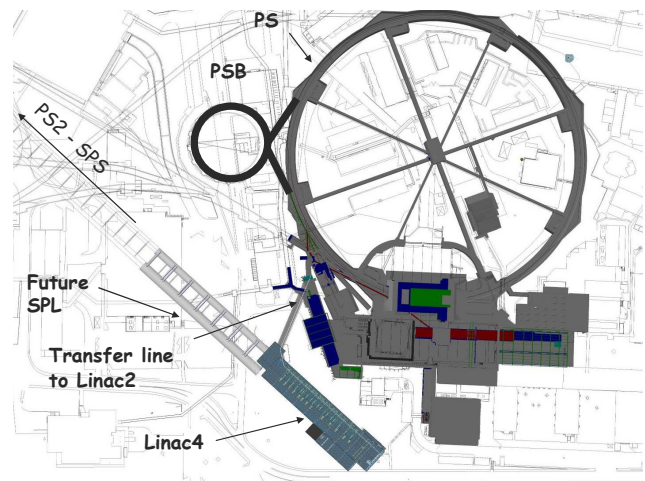 PS
PSB
PS2 - SPS
Future
SPL
Transfer line
to Linac2
Linac4